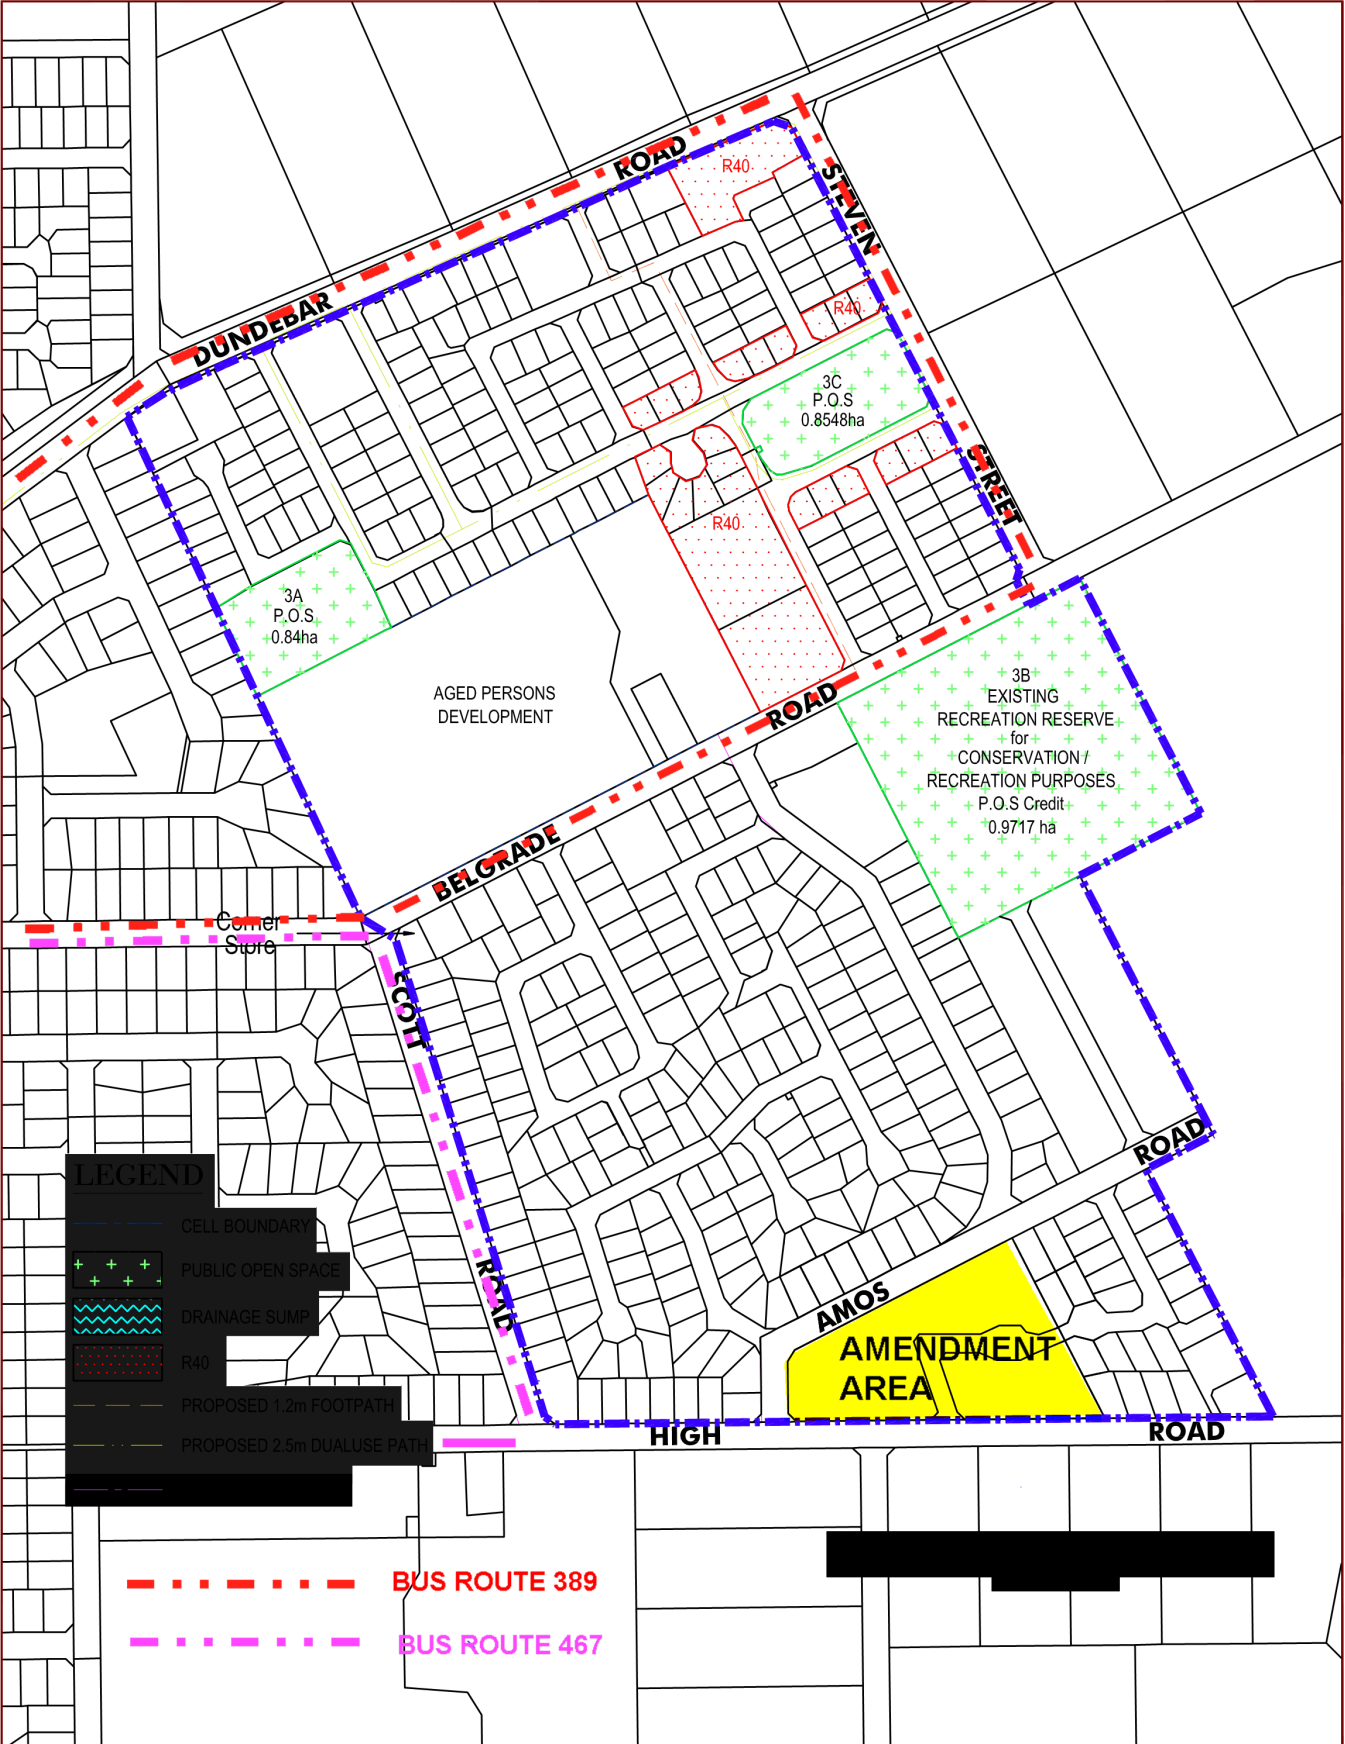 ROAD
DUNDEBAR
STEVEN
STREET
R40
R40
3C
P.O.S
0.8548ha
R40
3A
P.O.S
0.84ha
AGED PERSONS
DEVELOPMENT
3B
EXISTING
RECREATION RESERVE
for
CONSERVATION /
RECREATION PURPOSES
P.O.S Credit
0.9717 ha
ROAD
BELGRADE
Corner
Store
SCOTT
ROAD
ROAD
AMOS
AMENDMENT
AREA
HIGH
ROAD
LEGEND
CELL BOUNDARY
PUBLIC OPEN SPACE
DRAINAGE SUMP
R40
PROPOSED 1.2m FOOTPATH
PROPOSED 2.5m DUALUSE PATH
BUS ROUTE 389
BUS ROUTE 467